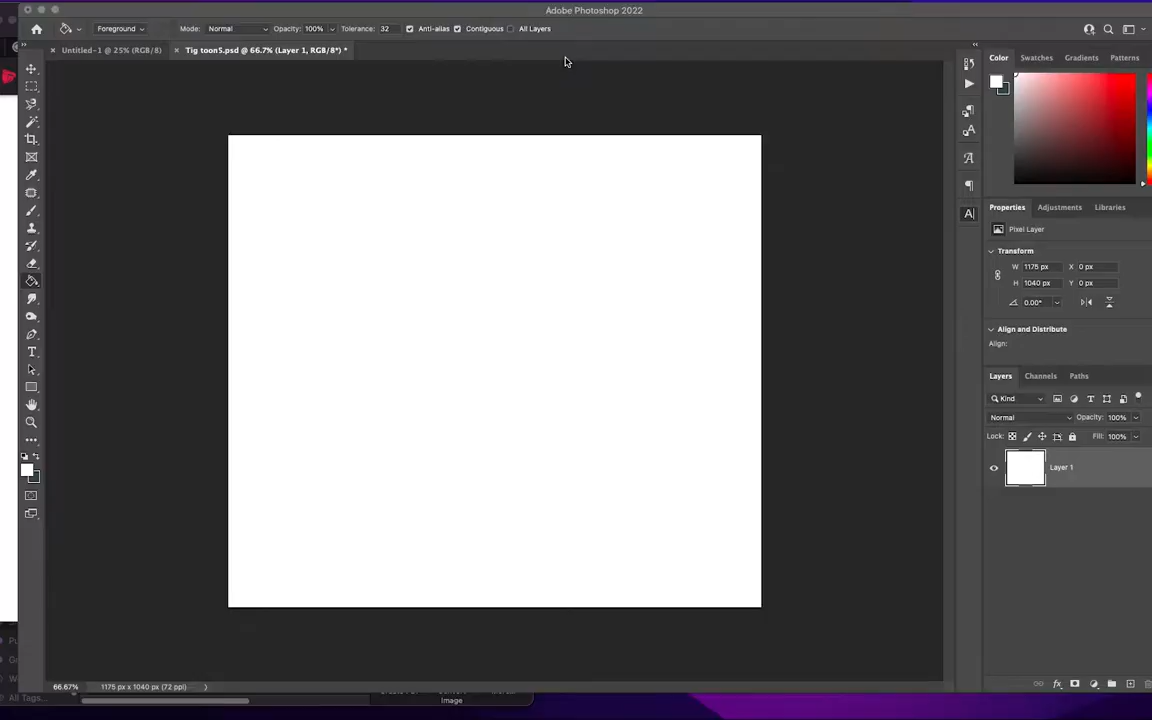 Adobe Photoshop 2022
Foreground Mode: Normal Opacity: 100% Tolerance: 32 Anti-alias Contiguous All Layers
Untitled-1 @ 25% (RGB/8) Tig toon5.psd @ 66.7% (Layer 1, RGB/8*) *
Color Swatches Gradients Patterns
Properties Adjustments Libraries
Pixel Layer
Transform
W 1175 px X 0 px
H 1040 px Y 0 px
0.00°
Align and Distribute
Align:
Layers Channels Paths
Kind
Normal Opacity: 100%
Lock: Fill: 100%
Layer 1
66.67% 1175 px x 1040 px (72 ppi)
All Tags...
Image